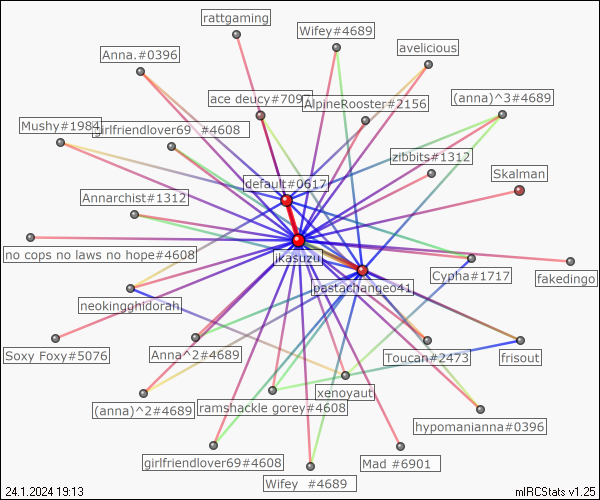 rattgaming
Wifey#4689
avelicious
Anna.#0396
ace deucy#7097
AlpineRooster#2156
(anna)^3#4689
Mushy#1984
girlfriendlover69 #4608
zibbits#1312
default#0617
Skalman
Annarchist#1312
no cops no laws no hope#4608
ikasuzu
Cypha#1717
fakedingo
pastachangeo41
neokingghidorah
Soxy Foxy#5076
Anna^2#4689
Toucan#2473
frisout
xenoyaut
(anna)^2#4689
ramshackle gorey#4608
hypomanianna#0396
girlfriendlover69#4608
Mad #6901
Wifey #4689
24.1.2024 19:13
mIRCStats v1.25